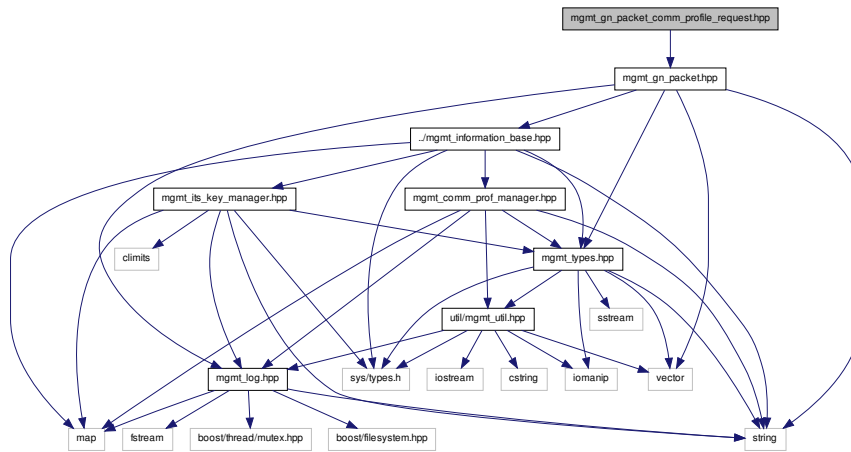 mgmt_gn_packet_comm_profile_request.hpp
mgmt_gn_packet.hpp
../mgmt_information_base.hpp
mgmt_its_key_manager.hpp
mgmt_comm_prof_manager.hpp
climits
mgmt_types.hpp
util/mgmt_util.hpp
sstream
mgmt_log.hpp
sys/types.h
iostream
cstring
iomanip
vector
map
fstream
boost/thread/mutex.hpp
boost/filesystem.hpp
string